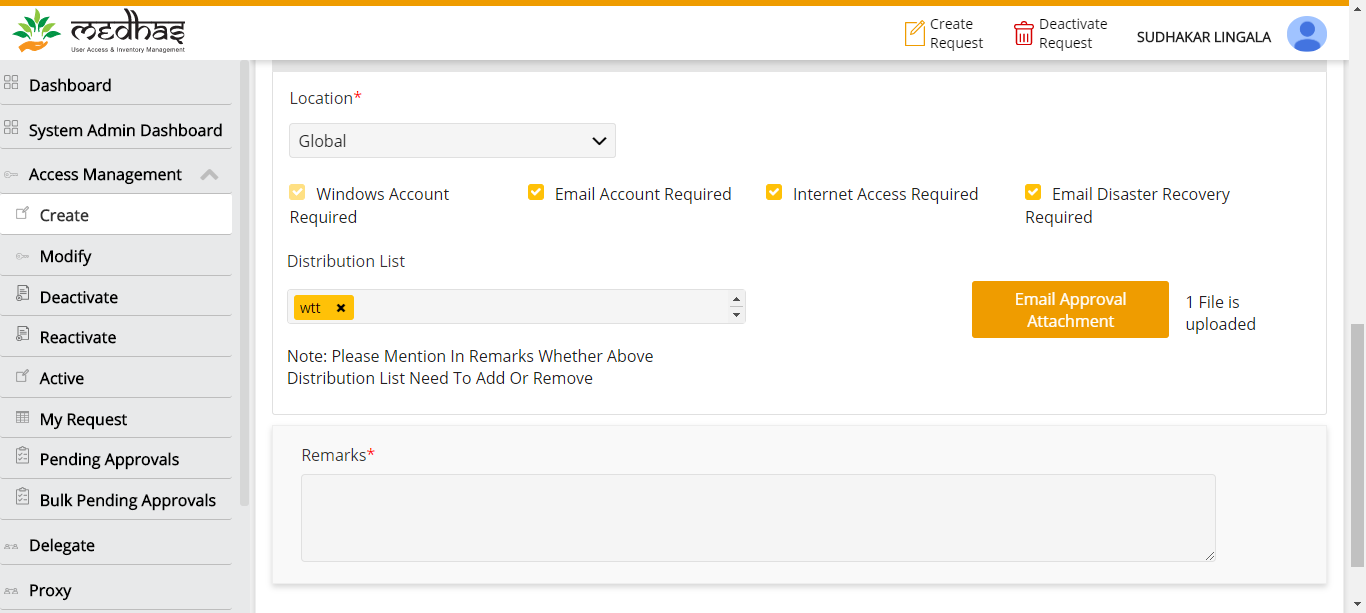 medhas
User Access & Inventory Management
Create
Request
Deactivate
Request
SUDHAKAR LINGALA
Dashboard
System Admin Dashboard
Access Management
Create
Modify
Deactivate
Reactivate
Active
My Request
Pending Approvals
Bulk Pending Approvals
Delegate
Proxy
Location*
Global
Windows Account
Required
Email Account Required
Internet Access Required
Email Disaster Recovery
Required
Distribution List
wtt
Email Approval
Attachment
1 File is
uploaded
Note: Please Mention In Remarks Whether Above
Distribution List Need To Add Or Remove
Remarks*